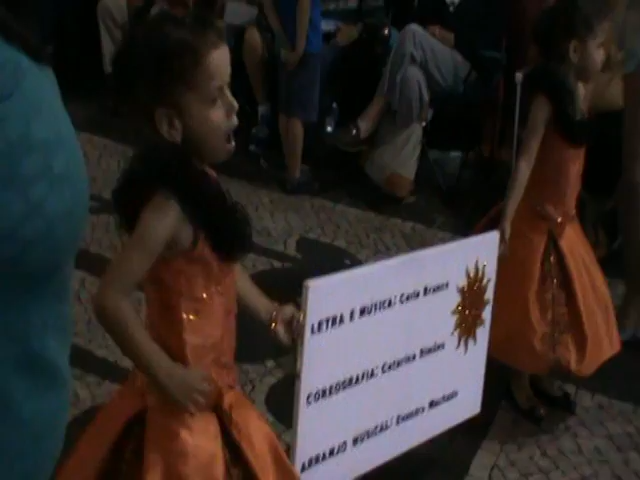 LETRA E MUSICA: Carla Branco
COREOGRAFIA: Catarina Simões
ARRANJO MUSICAL: Evandro Machado